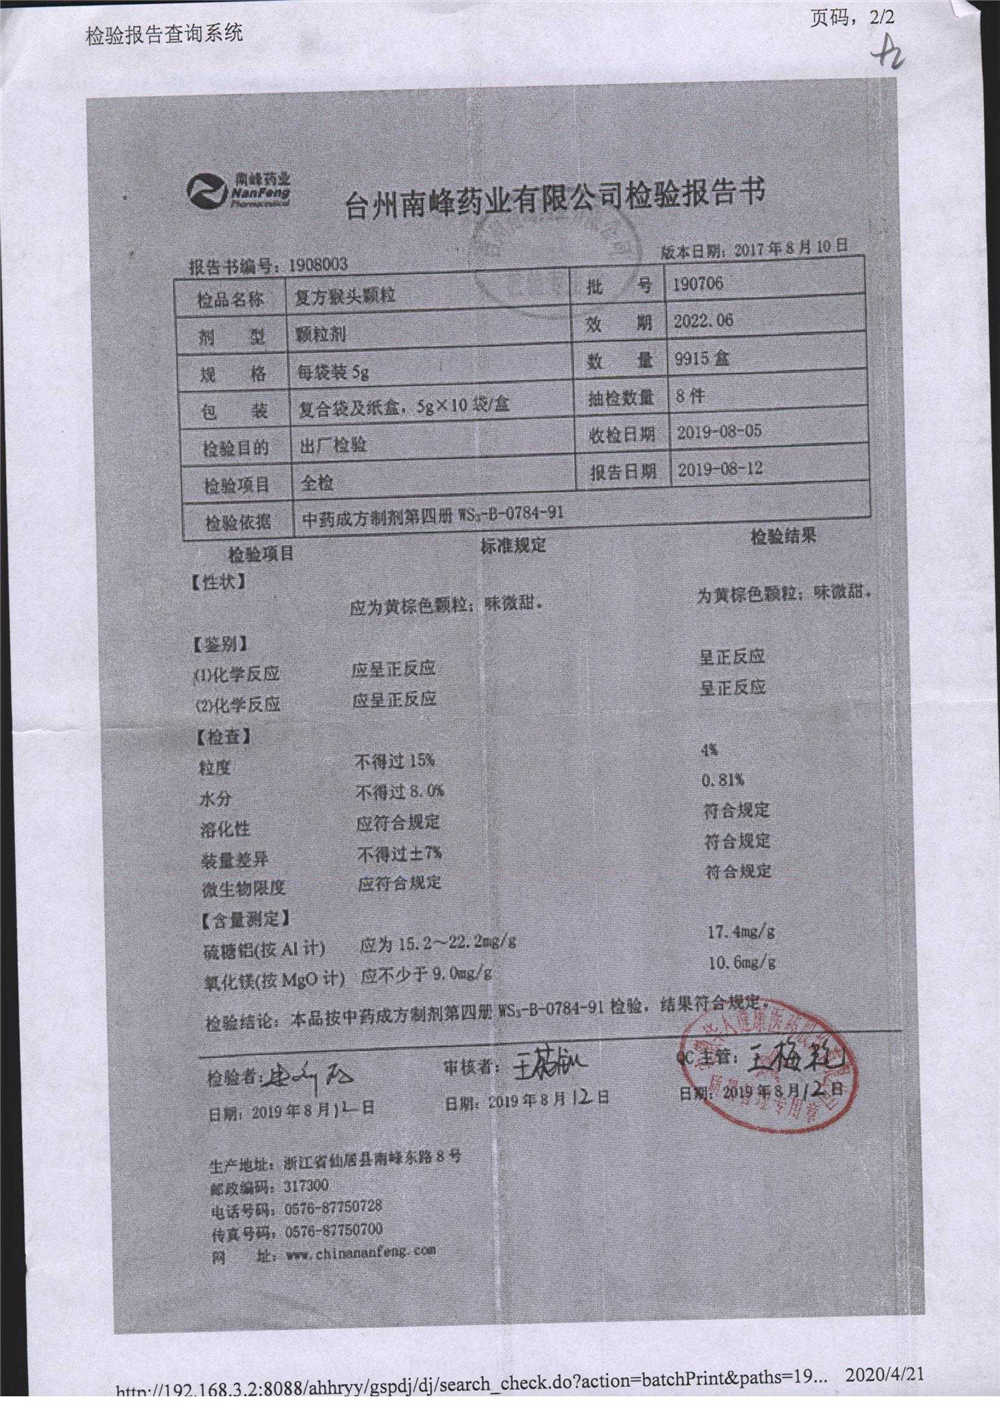 检验报告查询系统
页码，2/2
南峰药业
NanFeng
Pharmaceutical
台州南峰药业有限公司检验报告书
报告书编号：1908003
版本日期：2017年8月10日
检品名称 复方猴头颗粒 批 号 190706
剂 型 颗粒剂 效 期 2022.06
规 格 每袋装5g 数 量 9915盒
包 装 复合袋及纸盒，5g×10袋/盒 抽检数量 8件
检验目的 出厂检验 收检日期 2019-08-05
检验项目 全检 报告日期 2019-08-12
检验依据 中药成方制剂第四册 WS₃-B-0784-91
检验项目 标准规定 检验结果
【性状】
应为黄棕色颗粒；味微甜。 为黄棕色颗粒；味微甜。
【鉴别】
(1)化学反应 应呈正反应 呈正反应
(2)化学反应 应呈正反应 呈正反应
【检查】
粒度 不得过15% 4%
水分 不得过8.0% 0.81%
溶化性 应符合规定 符合规定
装量差异 不得过±7% 符合规定
微生物限度 应符合规定 符合规定
【含量测定】
硫糖铝(按Al计) 应为15.2～22.2mg/g 17.4mg/g
氧化镁(按MgO计) 应不少于9.0mg/g 10.6mg/g
检验结论：本品按中药成方制剂第四册 WS₃-B-0784-91检验，结果符合规定。
检验者： 审核者： QC主管：王梅艳
日期：2019年8月12日 日期：2019年8月12日 日期：2019年8月12日
质量管理专用章
生产地址：浙江省仙居县南峰东路8号
邮政编码：317300
电话号码：0576-87750728
传真号码：0576-87750700
网 址：www.chinananfeng.com
http://192.168.3.2:8088/ahhryy/gspdj/dj/search_check.do?action=batchPrint&paths=19... 2020/4/21